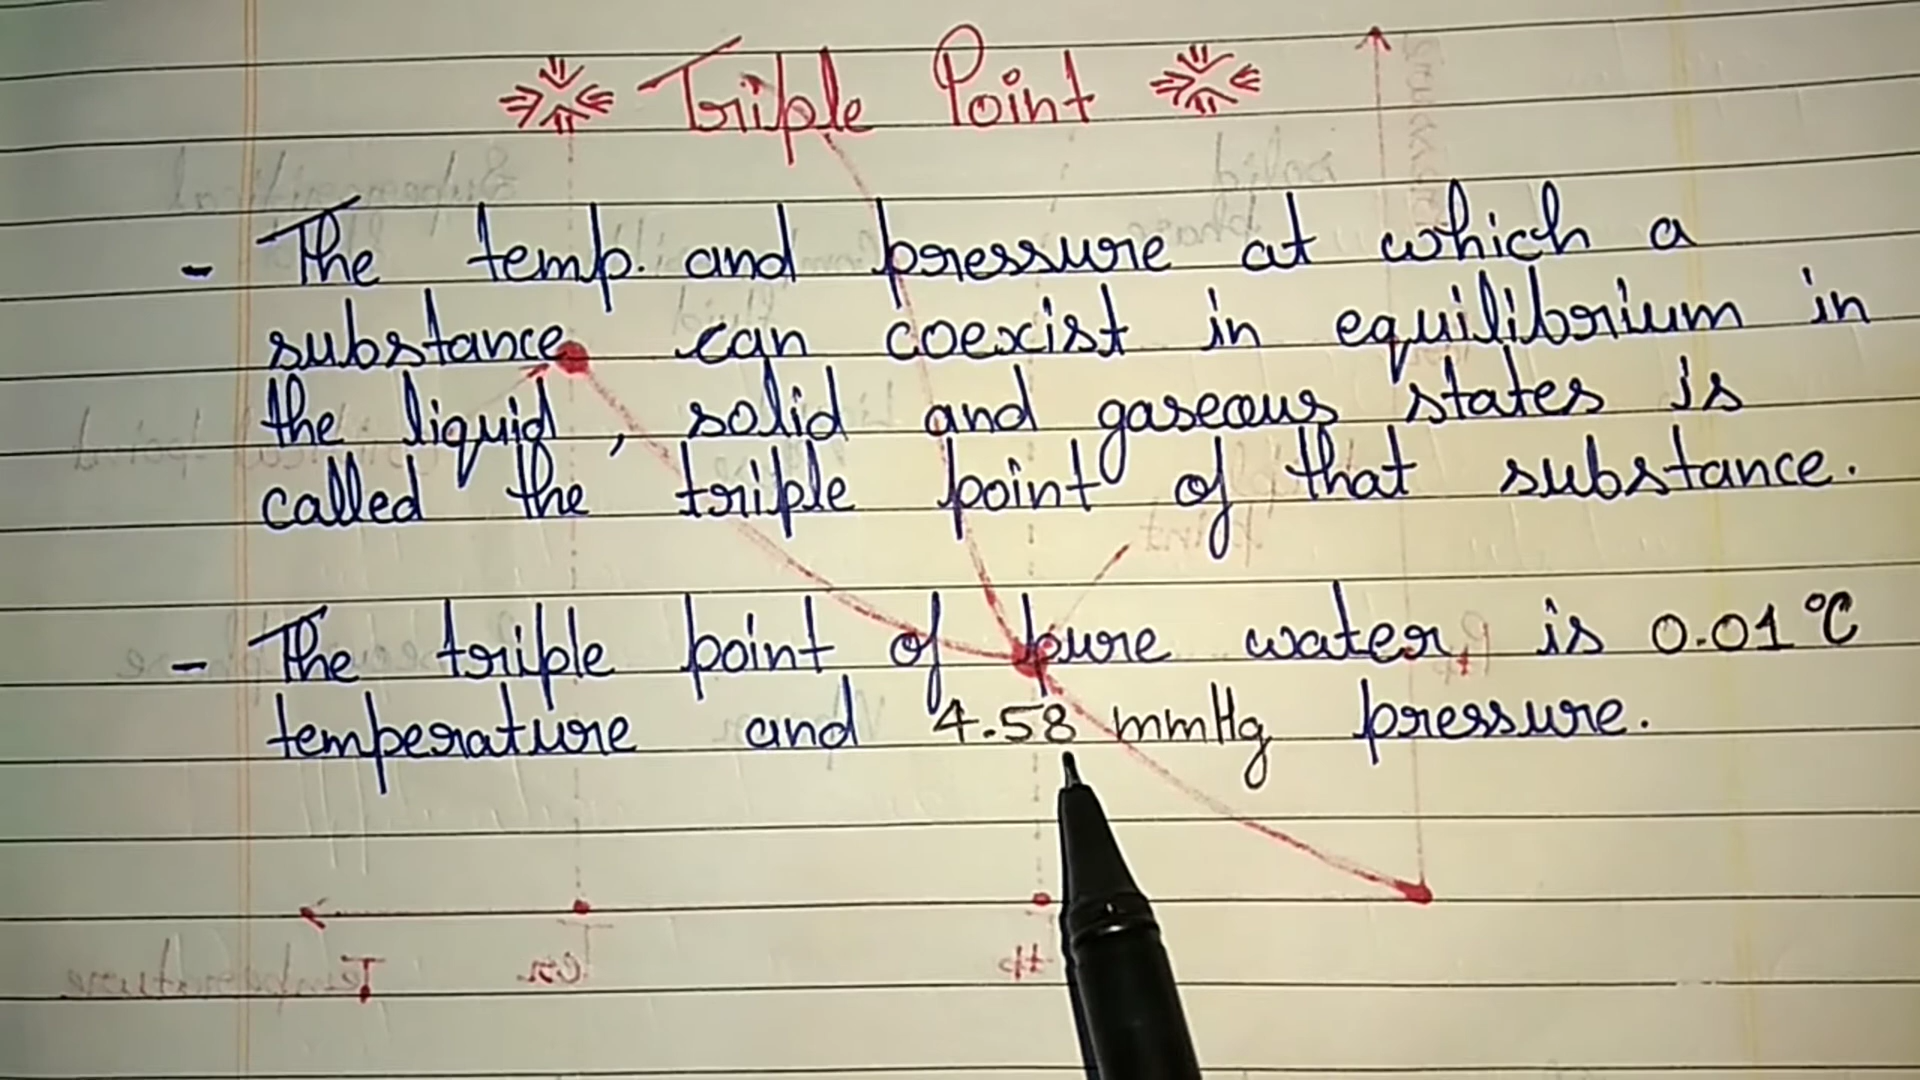 Triple Point
- The temp. and pressure at which a
substance can coexist in equilibrium in
the liquid, solid and gaseous states is
called the triple point of that substance.
- The triple point of pure water is 0.01°C
temperature and 4.58 mmHg pressure.